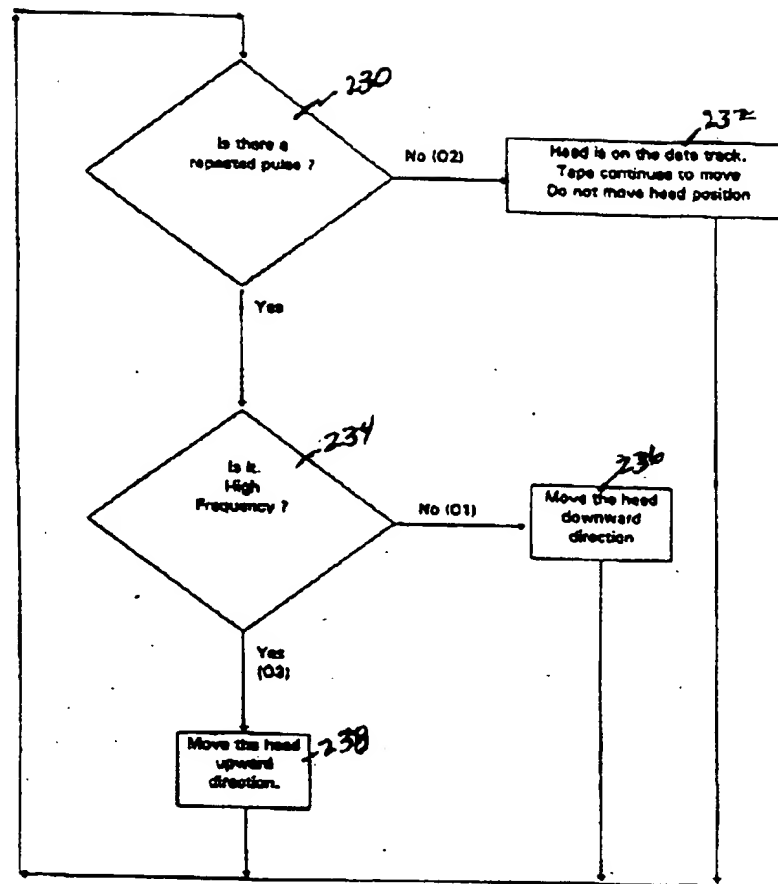 230
Is there a
repeated pulse ?
No (O2)
232
Head is on the data track.
Tape continues to move
Do not move head position
Yes
234
Is it.
High
Frequency ?
No (O1)
236
Move the head
downward
direction
Yes
(O3)
Move the head
upward
direction.
238